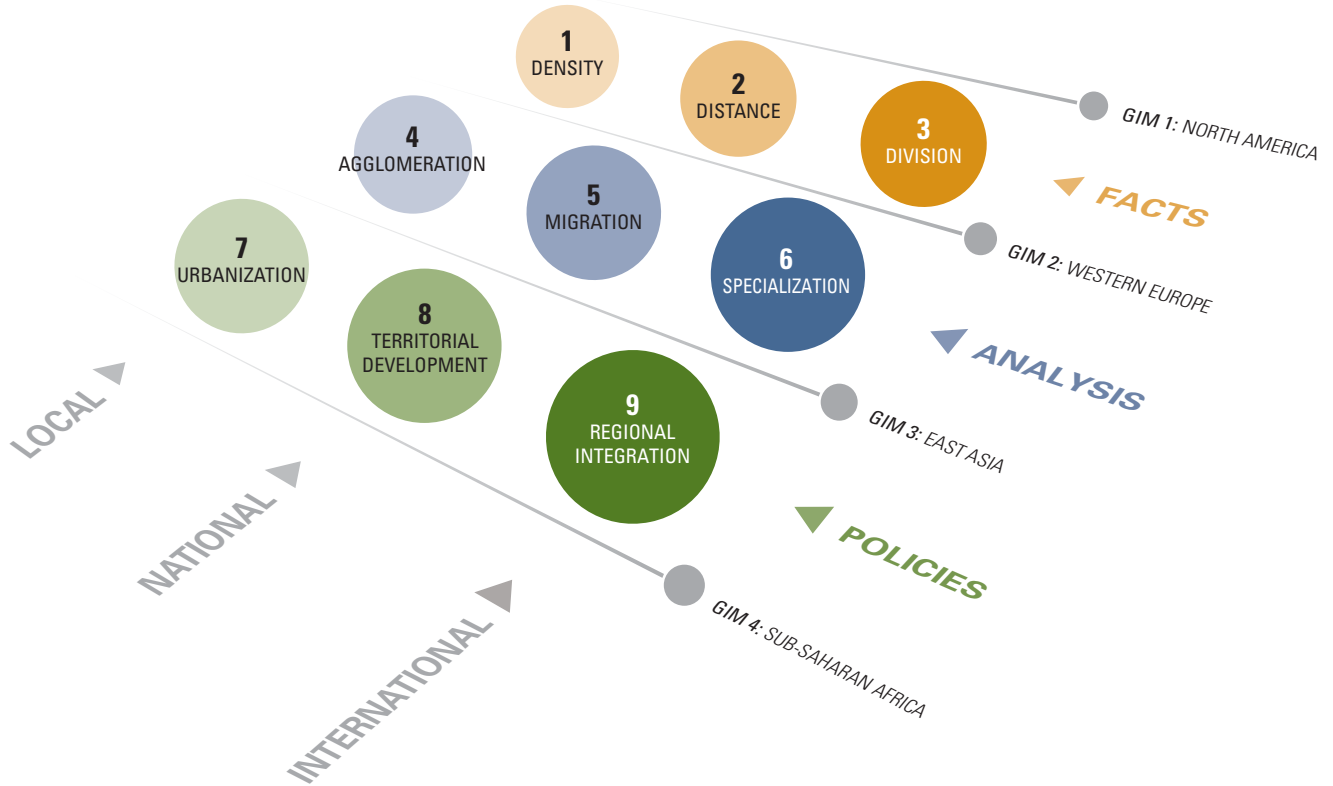 1
DENSITY
2
DISTANCE
3
DIVISION
GIM 1: NORTH AMERICA
FACTS
4
AGGLOMERATION
5
MIGRATION
6
SPECIALIZATION
GIM 2: WESTERN EUROPE
ANALYSIS
7
URBANIZATION
8
TERRITORIAL
DEVELOPMENT
9
REGIONAL
INTEGRATION
GIM 3: EAST ASIA
POLICIES
GIM 4: SUB-SAHARAN AFRICA
LOCAL
NATIONAL
INTERNATIONAL